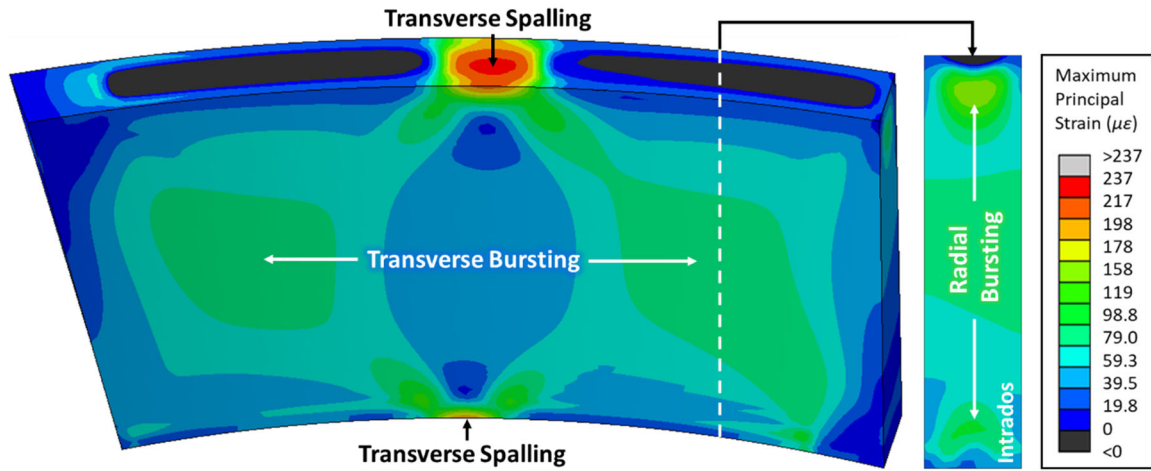 Transverse Spalling
Transverse Bursting
Transverse Spalling
Radial
Bursting
Intrados
Maximum
Principal
Strain (με)
>237
237
217
198
178
158
119
98.8
79.0
59.3
39.5
19.8
0
<0